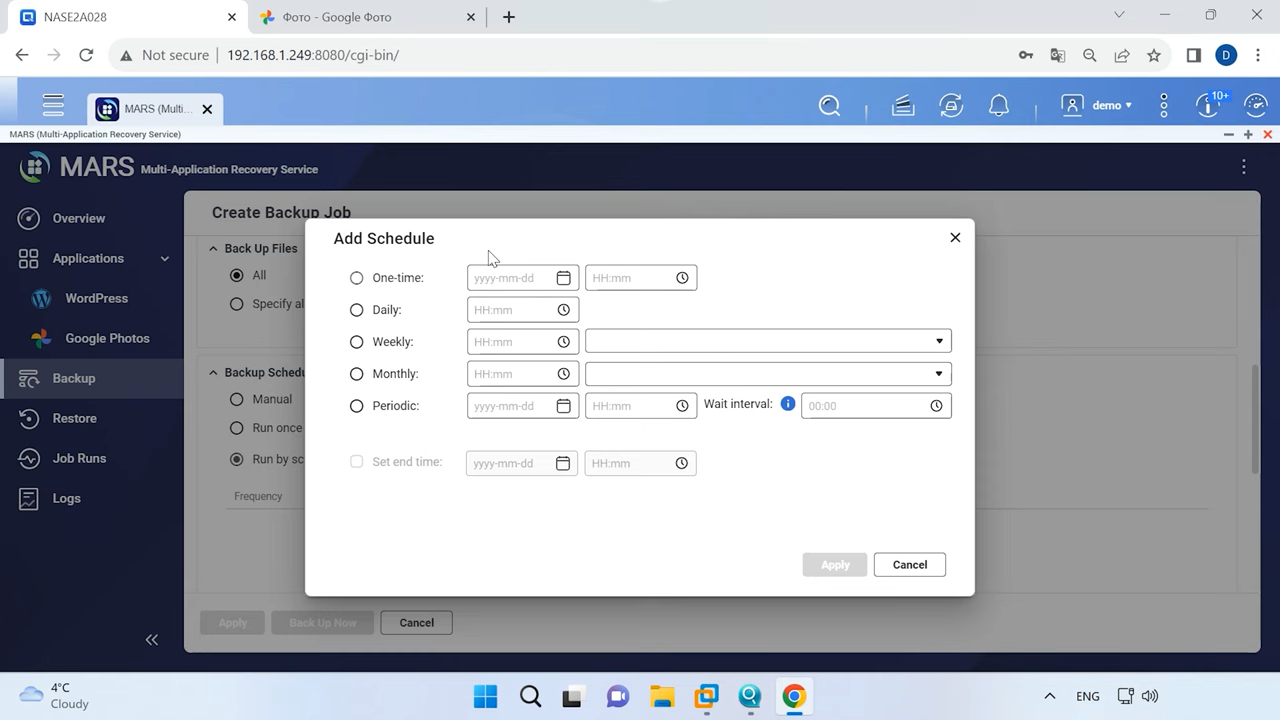 NASE2A028
Фото - Google Фото
Not secure
192.168.1.249:8080/cgi-bin/
D
MARS (Multi...
demo
10+
MARS (Multi-Application Recovery Service)
MARS Multi-Application Recovery Service
Overview
Applications
WordPress
Google Photos
Backup
Restore
Job Runs
Logs
Create Backup Job
Back Up Files
All
Specify al
Backup Schedu
Manual
Run once
Run by sc
Frequency
Apply
Back Up Now
Cancel
Add Schedule
One-time:
yyyy-mm-dd
HH:mm
Daily:
HH:mm
Weekly:
HH:mm
Monthly:
HH:mm
Periodic:
yyyy-mm-dd
HH:mm
Wait interval:
00:00
Set end time:
yyyy-mm-dd
HH:mm
Apply
Cancel
4°C
Cloudy
ENG